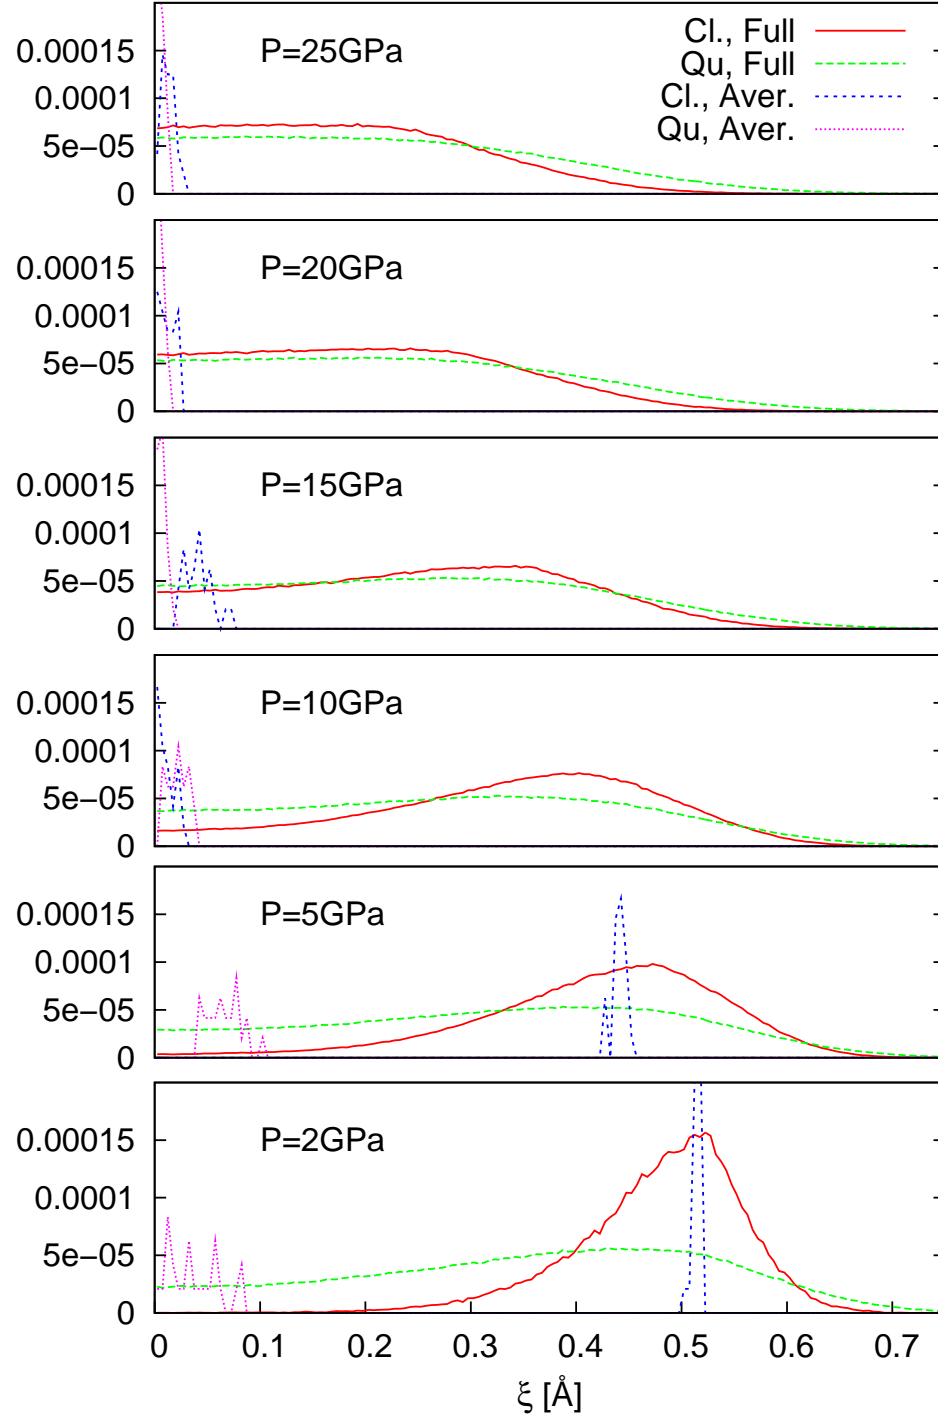 P=25GPa
Cl., Full
Qu, Full
Cl., Aver.
Qu, Aver.
0.00015
0.0001
5e−05
0
P=20GPa
0.00015
0.0001
5e−05
0
P=15GPa
0.00015
0.0001
5e−05
0
P=10GPa
0.00015
0.0001
5e−05
0
P=5GPa
0.00015
0.0001
5e−05
0
P=2GPa
0.00015
0.0001
5e−05
0
0 0.1 0.2 0.3 0.4 0.5 0.6 0.7
ξ [Å]